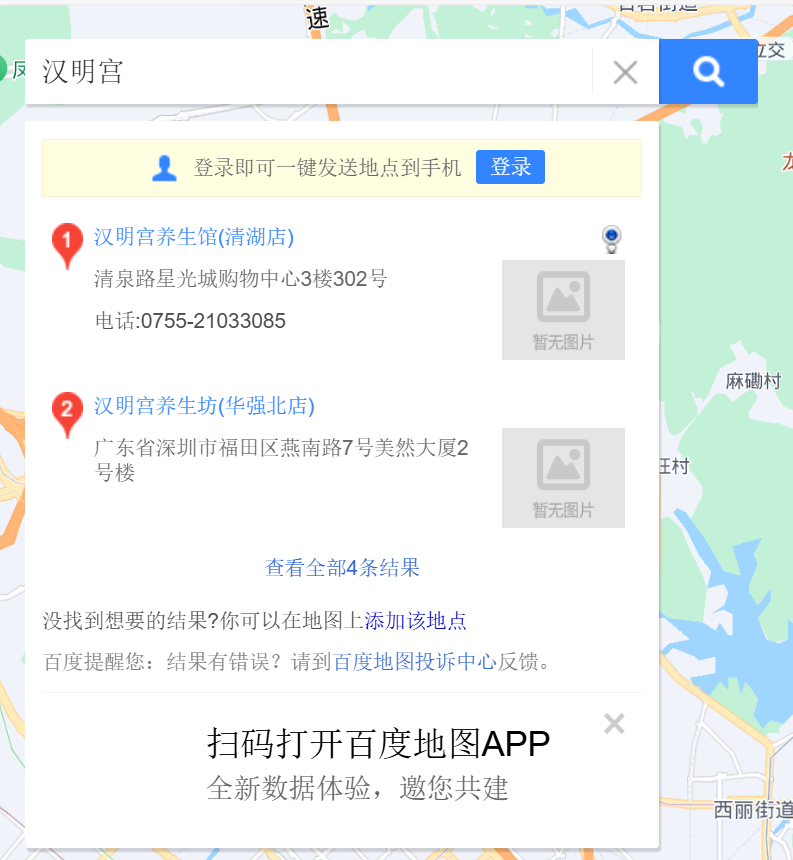 速
汉明宫
立交
登录即可一键发送地点到手机 登录
1 汉明宫养生馆(清湖店)
清泉路星光城购物中心3楼302号
电话:0755-21033085
暂无图片
麻磡村
2 汉明宫养生坊(华强北店)
广东省深圳市福田区燕南路7号美然大厦2
号楼
暂无图片
王村
查看全部4条结果
没找到想要的结果?你可以在地图上添加该地点
百度提醒您：结果有错误？请到百度地图投诉中心反馈。
扫码打开百度地图APP
全新数据体验，邀您共建
西丽街道